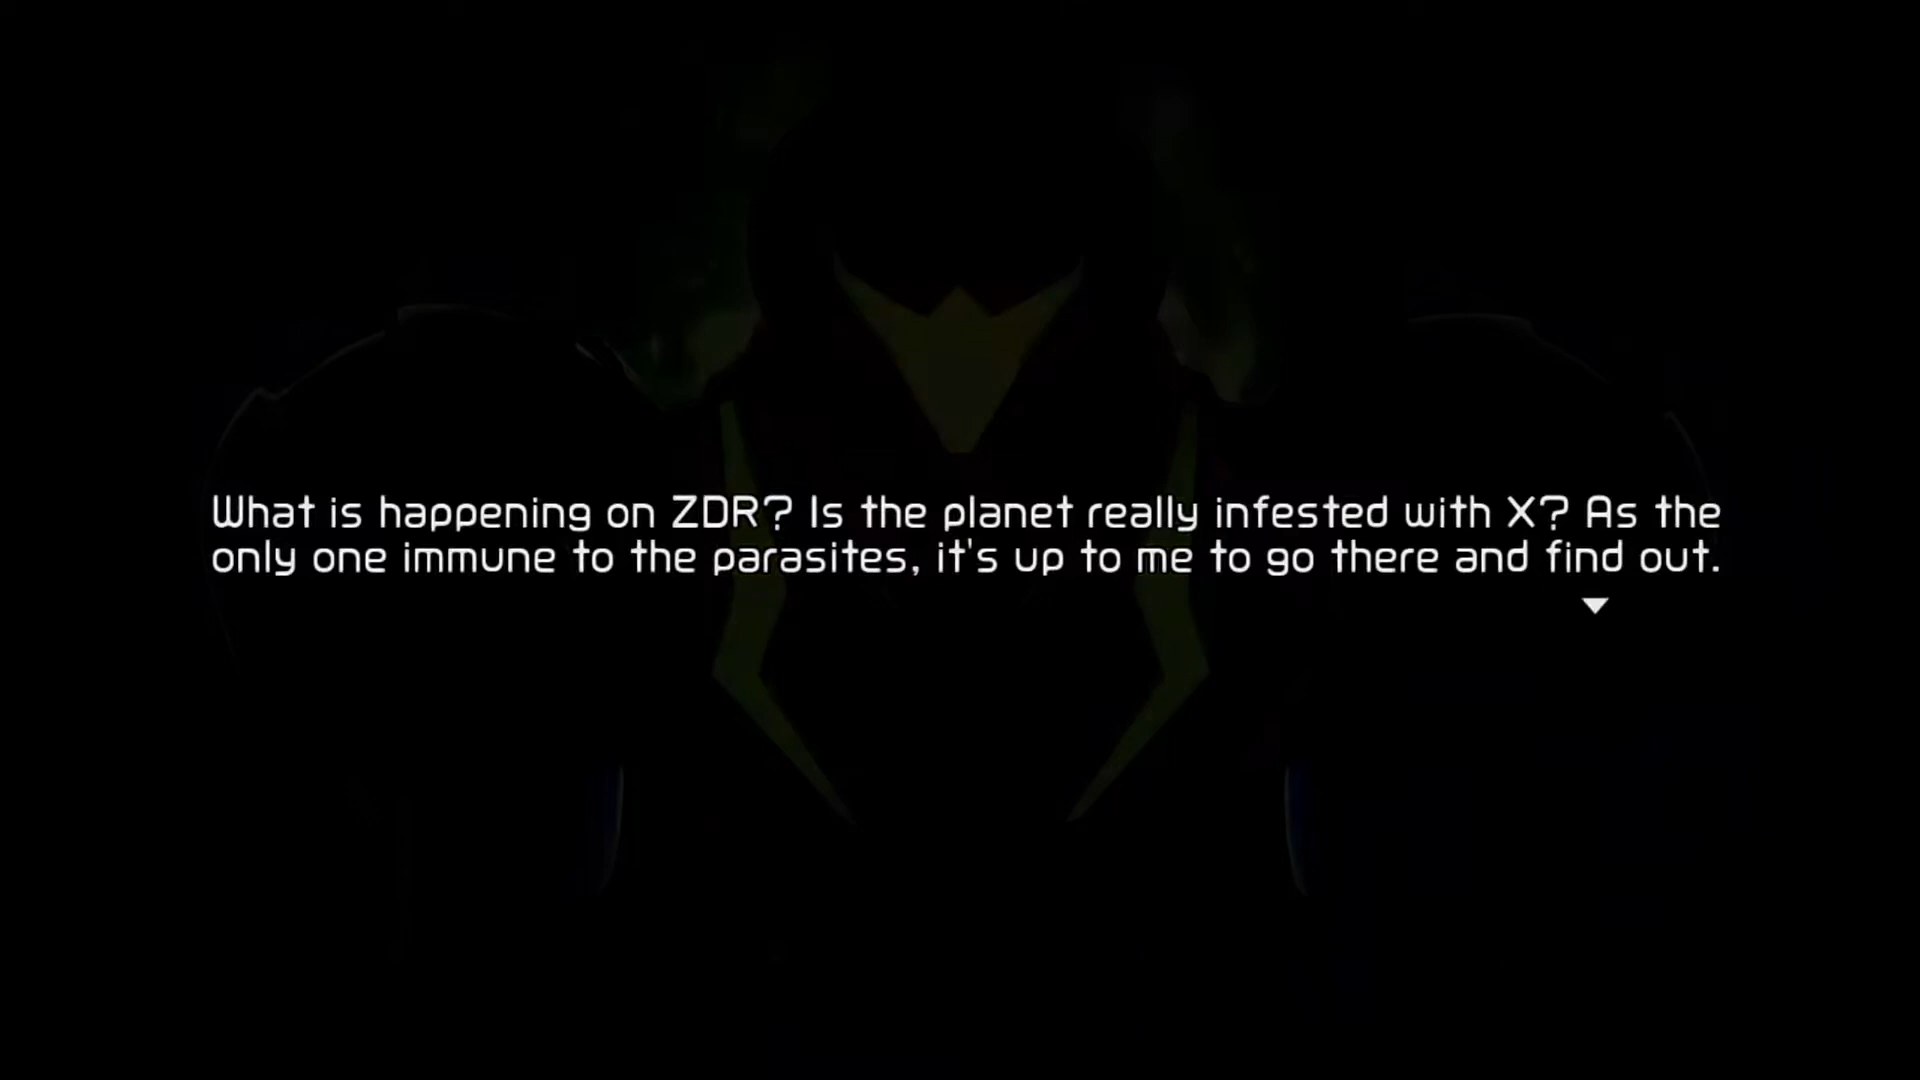 What is happening on ZDR? Is the planet really infested with X? As the
only one immune to the parasites, it's up to me to go there and find out.